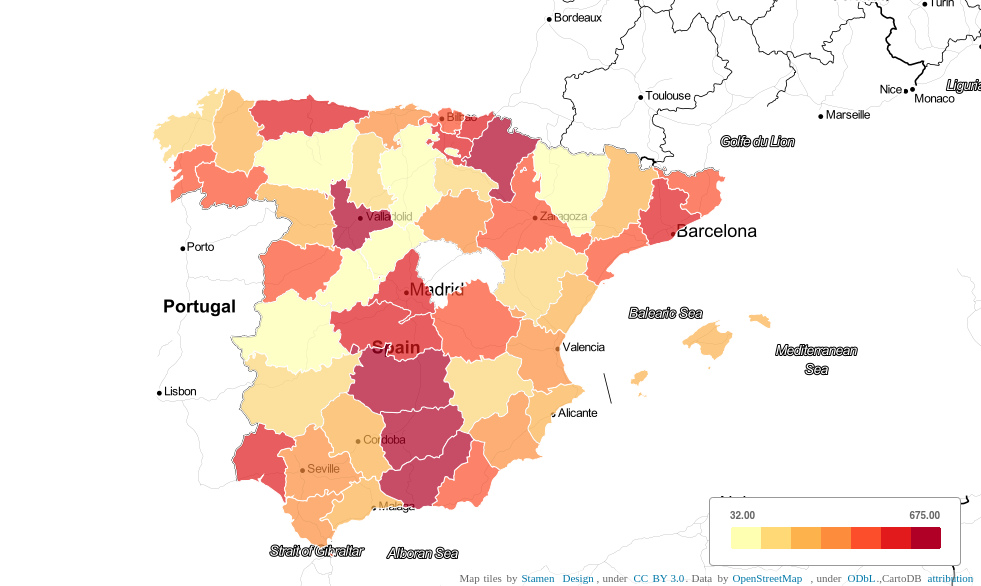 Bordeaux
Turin
Toulouse
Nice
Monaco
Liguria
Marseille
Golfe du Lion
Bilbao
Valladolid
Zaragoza
Barcelona
Porto
Madrid
Portugal
Balearic Sea
Spain
Valencia
Mediterranean
Sea
Lisbon
Alicante
Cordoba
Seville
Malaga
Strait of Gibraltar
Alboran Sea
32.00 675.00
Map tiles by Stamen Design, under CC BY 3.0. Data by OpenStreetMap , under ODbL.,CartoDB attribution